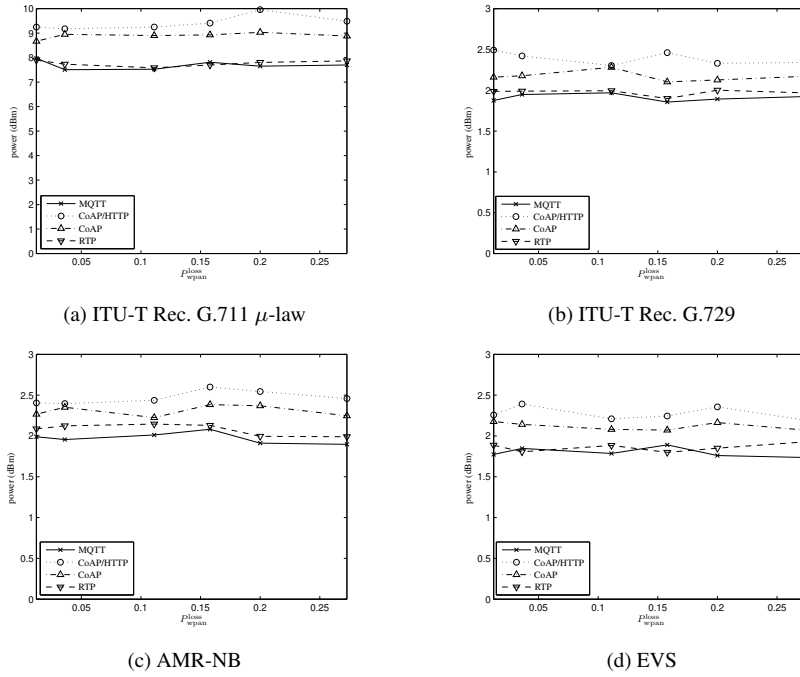 10
9
8
7
6
5
4
3
2
1
0
power (dBm)
MQTT
CoAP/HTTP
CoAP
RTP
0.05 0.1 0.15 0.2 0.25
P_wpan^loss
(a) ITU-T Rec. G.711 μ-law
3
2.5
2
1.5
1
0.5
0
power (dBm)
MQTT
CoAP/HTTP
CoAP
RTP
0.05 0.1 0.15 0.2 0.25
P_wpan^loss
(b) ITU-T Rec. G.729
3
2.5
2
1.5
1
0.5
0
power (dBm)
MQTT
CoAP/HTTP
CoAP
RTP
0.05 0.1 0.15 0.2 0.25
P_wpan^loss
(c) AMR-NB
3
2.5
2
1.5
1
0.5
0
power (dBm)
MQTT
CoAP/HTTP
CoAP
RTP
0.05 0.1 0.15 0.2 0.25
P_wpan^loss
(d) EVS